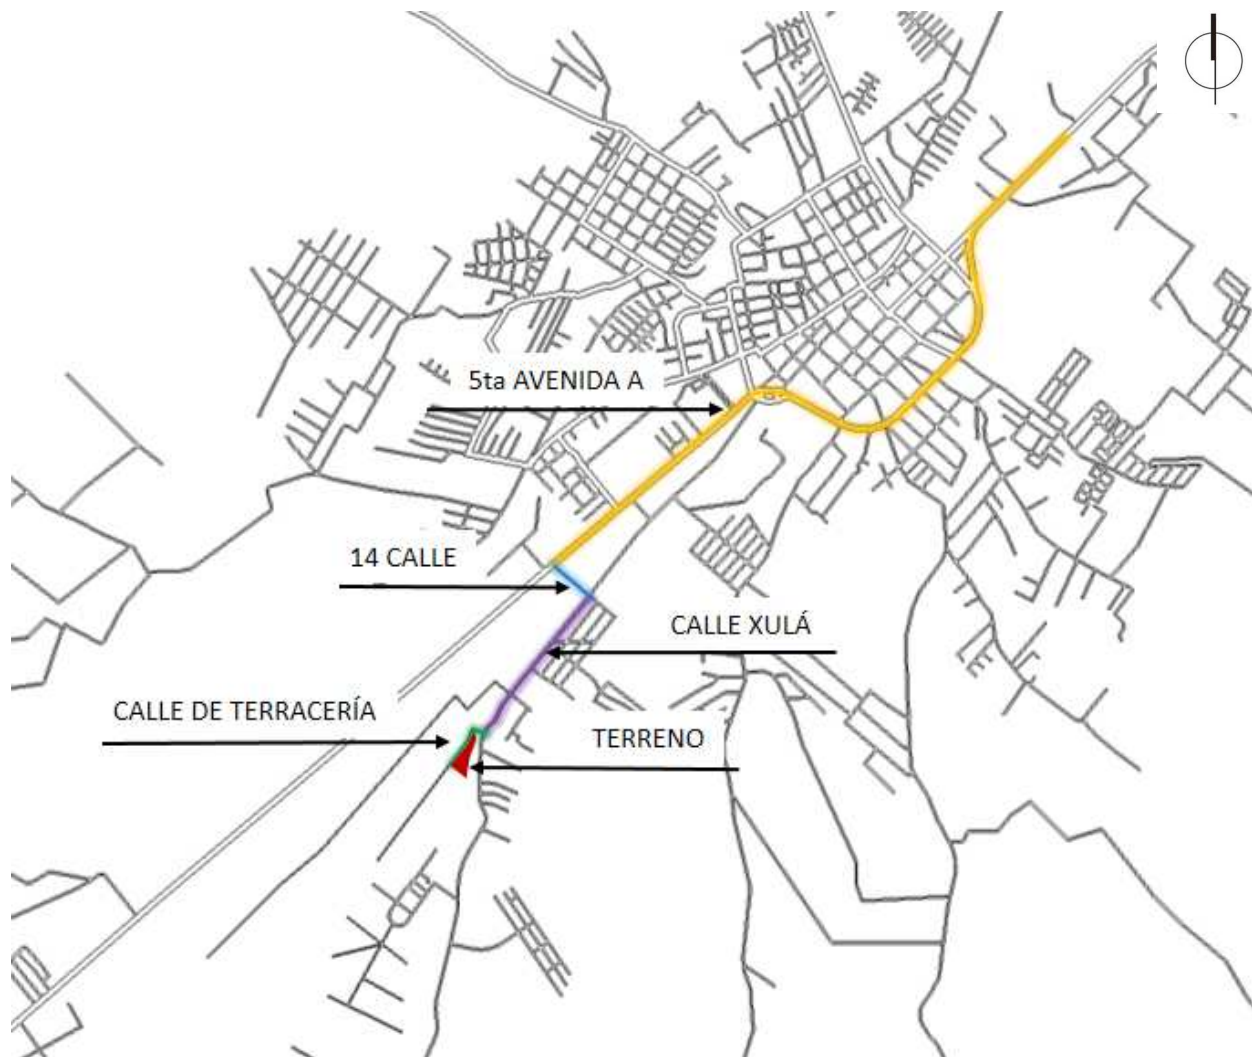 5ta AVENIDA A
14 CALLE
CALLE XULÁ
CALLE DE TERRACERÍA
TERRENO